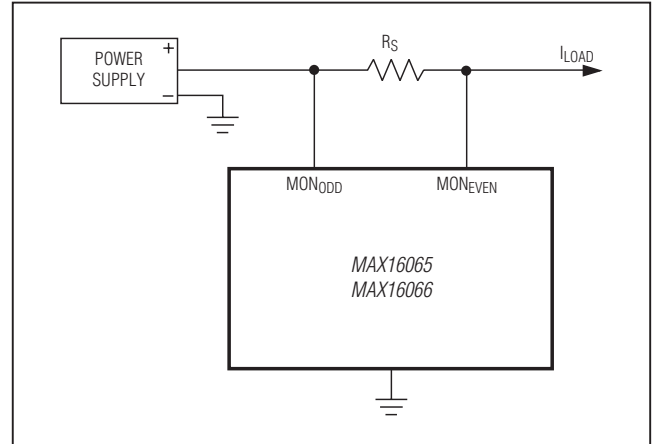 POWER
SUPPLY
+
−
RS
ILOAD
MONODD
MONEVEN
MAX16065
MAX16066